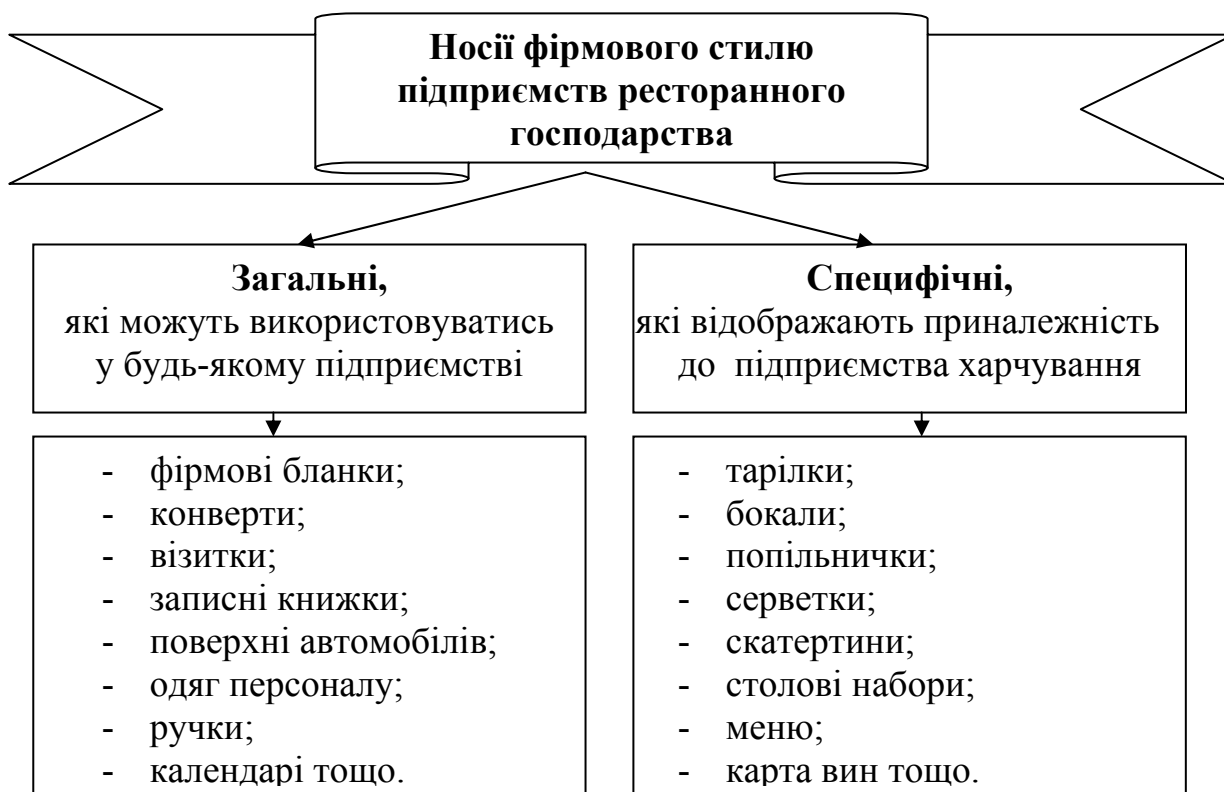 Носії фірмового стилю
підприємств ресторанного
господарства
Загальні,
які можуть використовуватись
у будь-якому підприємстві
Специфічні,
які відображають приналежність
до підприємства харчування
- фірмові бланки;
- конверти;
- візитки;
- записні книжки;
- поверхні автомобілів;
- одяг персоналу;
- ручки;
- календарі тощо.
- тарілки;
- бокали;
- попільнички;
- серветки;
- скатертини;
- столові набори;
- меню;
- карта вин тощо.